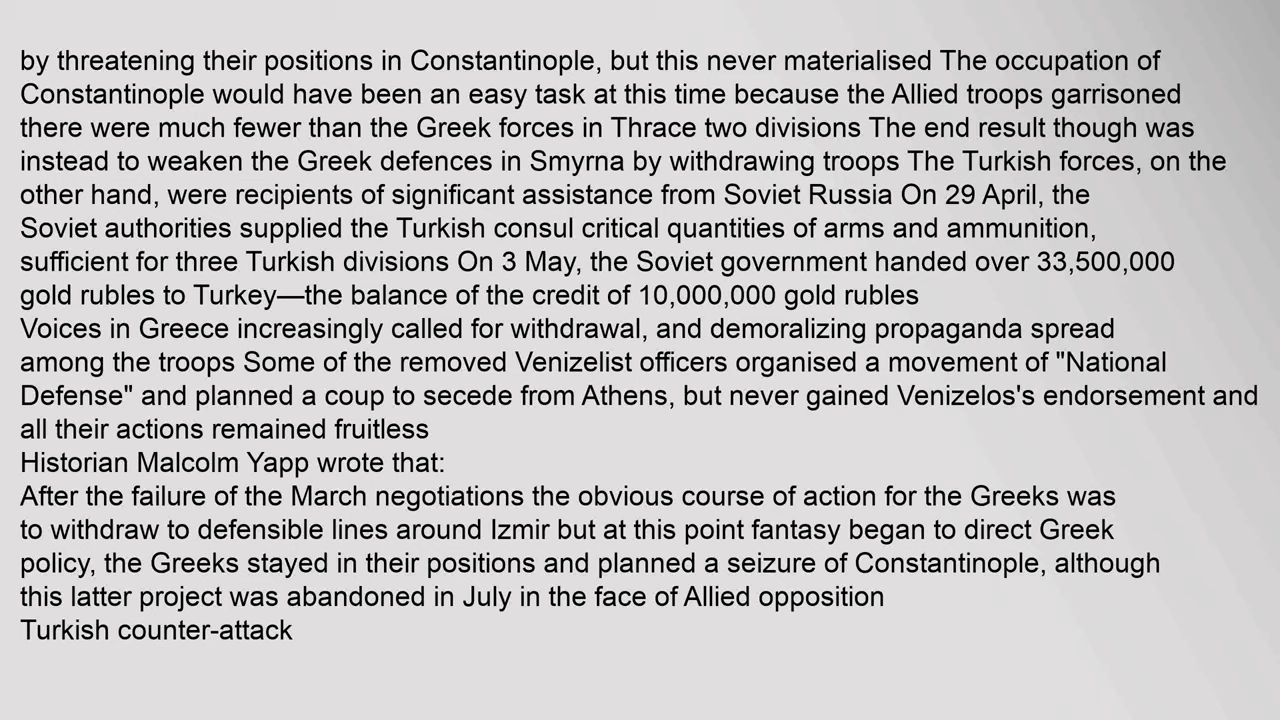 by threatening their positions in Constantinople, but this never materialised The occupation of
Constantinople would have been an easy task at this time because the Allied troops garrisoned
there were much fewer than the Greek forces in Thrace two divisions The end result though was
instead to weaken the Greek defences in Smyrna by withdrawing troops The Turkish forces, on the
other hand, were recipients of significant assistance from Soviet Russia On 29 April, the
Soviet authorities supplied the Turkish consul critical quantities of arms and ammunition,
sufficient for three Turkish divisions On 3 May, the Soviet government handed over 33,500,000
gold rubles to Turkey—the balance of the credit of 10,000,000 gold rubles
Voices in Greece increasingly called for withdrawal, and demoralizing propaganda spread
among the troops Some of the removed Venizelist officers organised a movement of "National
Defense" and planned a coup to secede from Athens, but never gained Venizelos's endorsement and
all their actions remained fruitless
Historian Malcolm Yapp wrote that:
After the failure of the March negotiations the obvious course of action for the Greeks was
to withdraw to defensible lines around Izmir but at this point fantasy began to direct Greek
policy, the Greeks stayed in their positions and planned a seizure of Constantinople, although
this latter project was abandoned in July in the face of Allied opposition
Turkish counter-attack